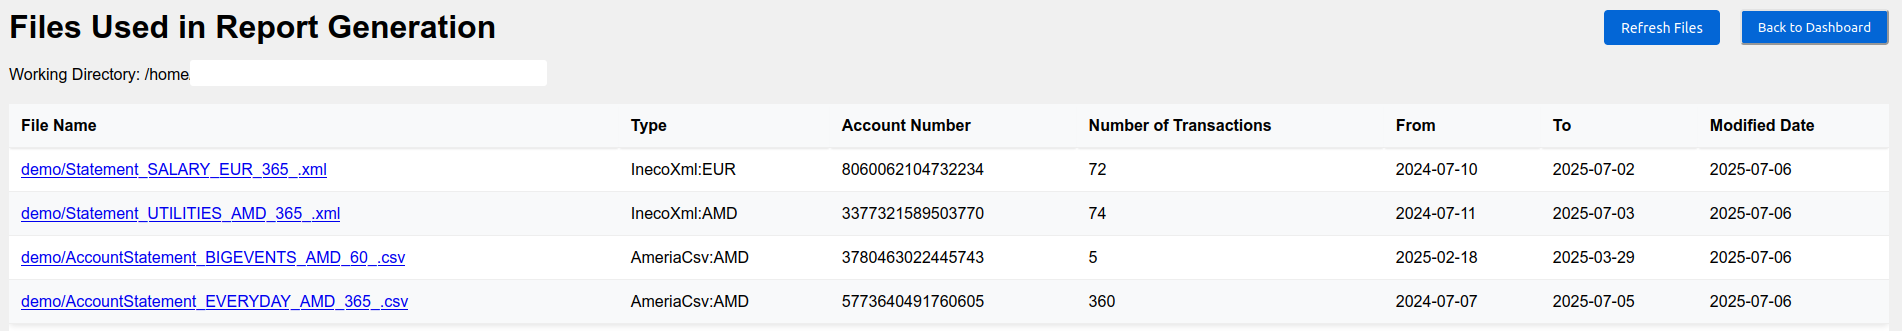 Files Used in Report Generation
Refresh Files
Back to Dashboard
Working Directory: /home
File Name Type Account Number Number of Transactions From To Modified Date
demo/Statement_SALARY_EUR_365_.xml InecoXml:EUR 8060062104732234 72 2024-07-10 2025-07-02 2025-07-06
demo/Statement_UTILITIES_AMD_365_.xml InecoXml:AMD 3377321589503770 74 2024-07-11 2025-07-03 2025-07-06
demo/AccountStatement_BIGEVENTS_AMD_60_.csv AmeriaCsv:AMD 3780463022445743 5 2025-02-18 2025-03-29 2025-07-06
demo/AccountStatement_EVERYDAY_AMD_365_.csv AmeriaCsv:AMD 5773640491760605 360 2024-07-07 2025-07-05 2025-07-06